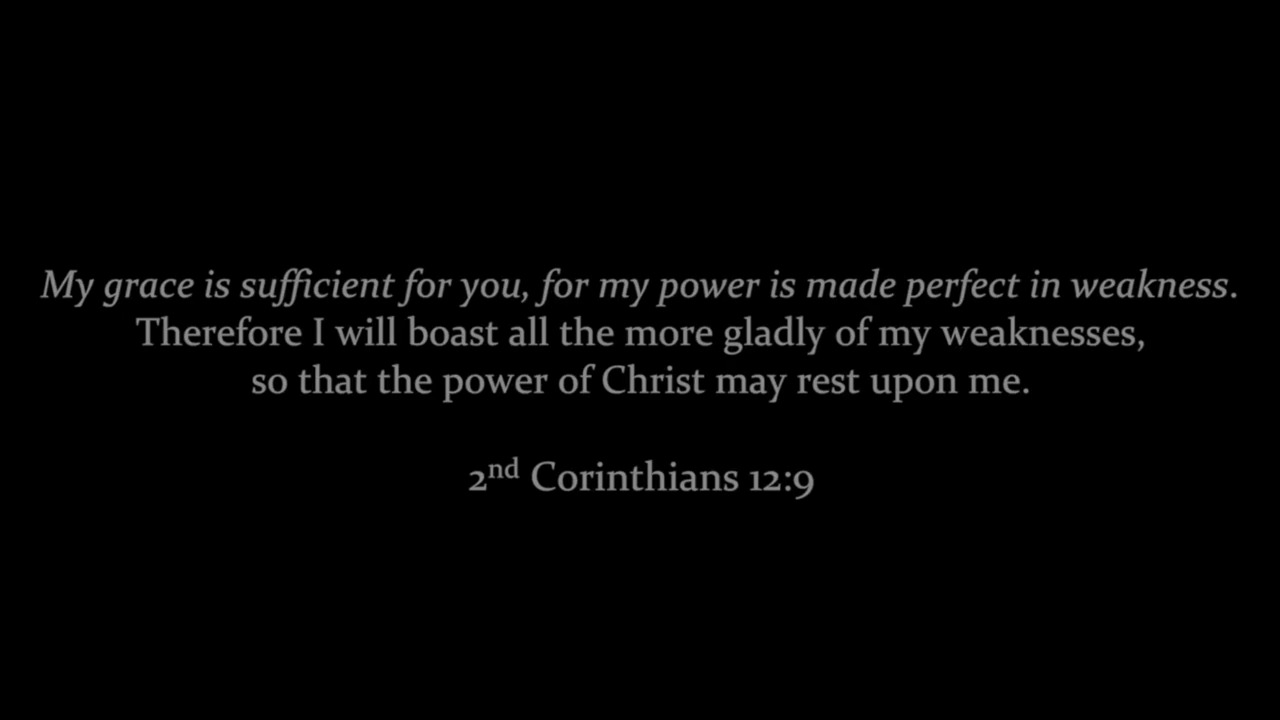 My grace is sufficient for you, for my power is made perfect in weakness.
Therefore I will boast all the more gladly of my weaknesses,
so that the power of Christ may rest upon me.
2nd Corinthians 12:9